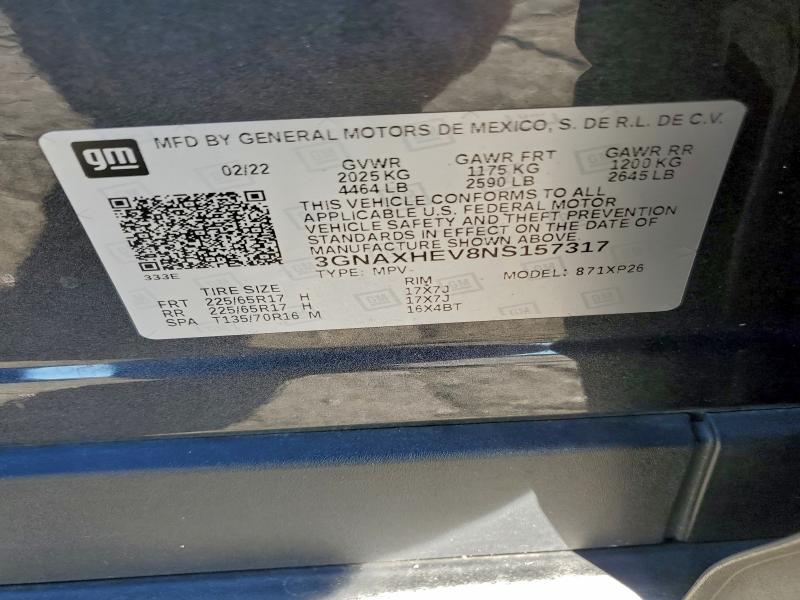 gm
MFD BY GENERAL MOTORS DE MEXICO, S. DE R.L. DE C.V.
02/22 GVWR GAWR FRT GAWR RR
2025 KG 1175 KG 1200 KG
4464 LB 2590 LB 2645 LB
THIS VEHICLE CONFORMS TO ALL
APPLICABLE U.S. FEDERAL MOTOR
VEHICLE SAFETY AND THEFT PREVENTION
STANDARDS IN EFFECT ON THE DATE OF
MANUFACTURE SHOWN ABOVE
3GNAXHEV8NS157317
333E TYPE: MPV MODEL: 871XP26
TIRE SIZE RIM
FRT 225/65R17 H 17X7J
RR 225/65R17 H 17X7J
SPA T135/70R16 M 16X4BT